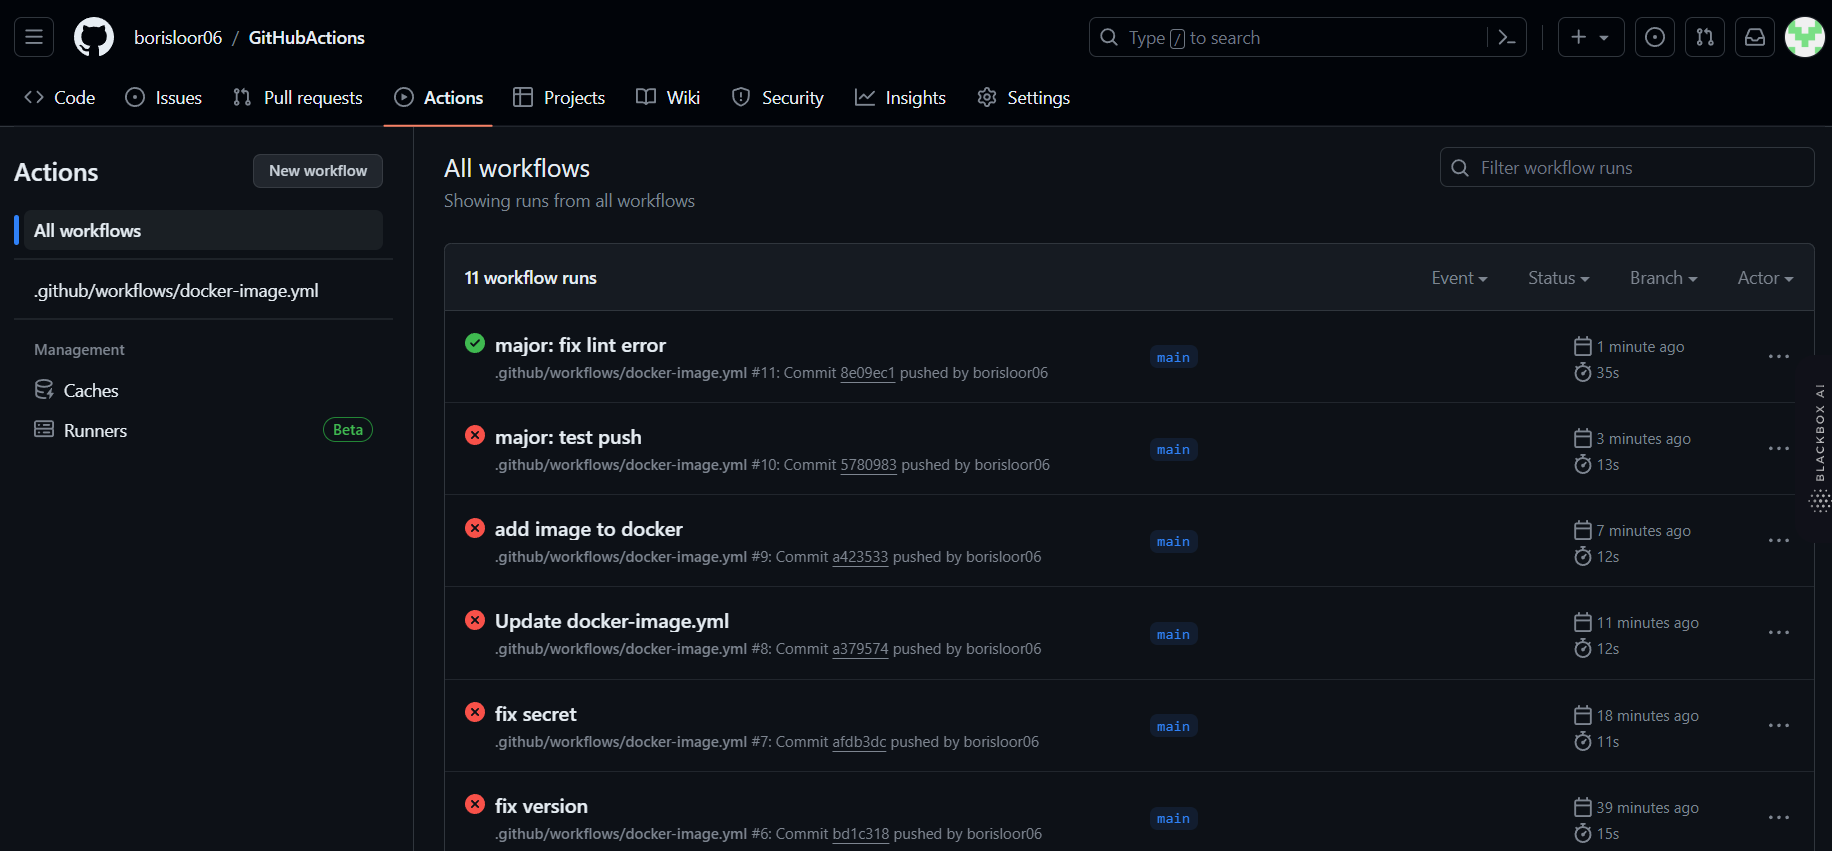 borisloor06 / GitHubActions
Type / to search
Code Issues Pull requests Actions Projects Wiki Security Insights Settings
Actions
New workflow
All workflows
.github/workflows/docker-image.yml
Management
Caches
Runners Beta
All workflows
Showing runs from all workflows
Filter workflow runs
11 workflow runs
Event Status Branch Actor
major: fix lint error
.github/workflows/docker-image.yml #11: Commit 8e09ec1 pushed by borisloor06
main
1 minute ago
35s
major: test push
.github/workflows/docker-image.yml #10: Commit 5780983 pushed by borisloor06
main
3 minutes ago
13s
add image to docker
.github/workflows/docker-image.yml #9: Commit a423533 pushed by borisloor06
main
7 minutes ago
12s
Update docker-image.yml
.github/workflows/docker-image.yml #8: Commit a379574 pushed by borisloor06
main
11 minutes ago
12s
fix secret
.github/workflows/docker-image.yml #7: Commit afdb3dc pushed by borisloor06
main
18 minutes ago
11s
fix version
.github/workflows/docker-image.yml #6: Commit bd1c318 pushed by borisloor06
main
39 minutes ago
15s
BLACKBOX AI